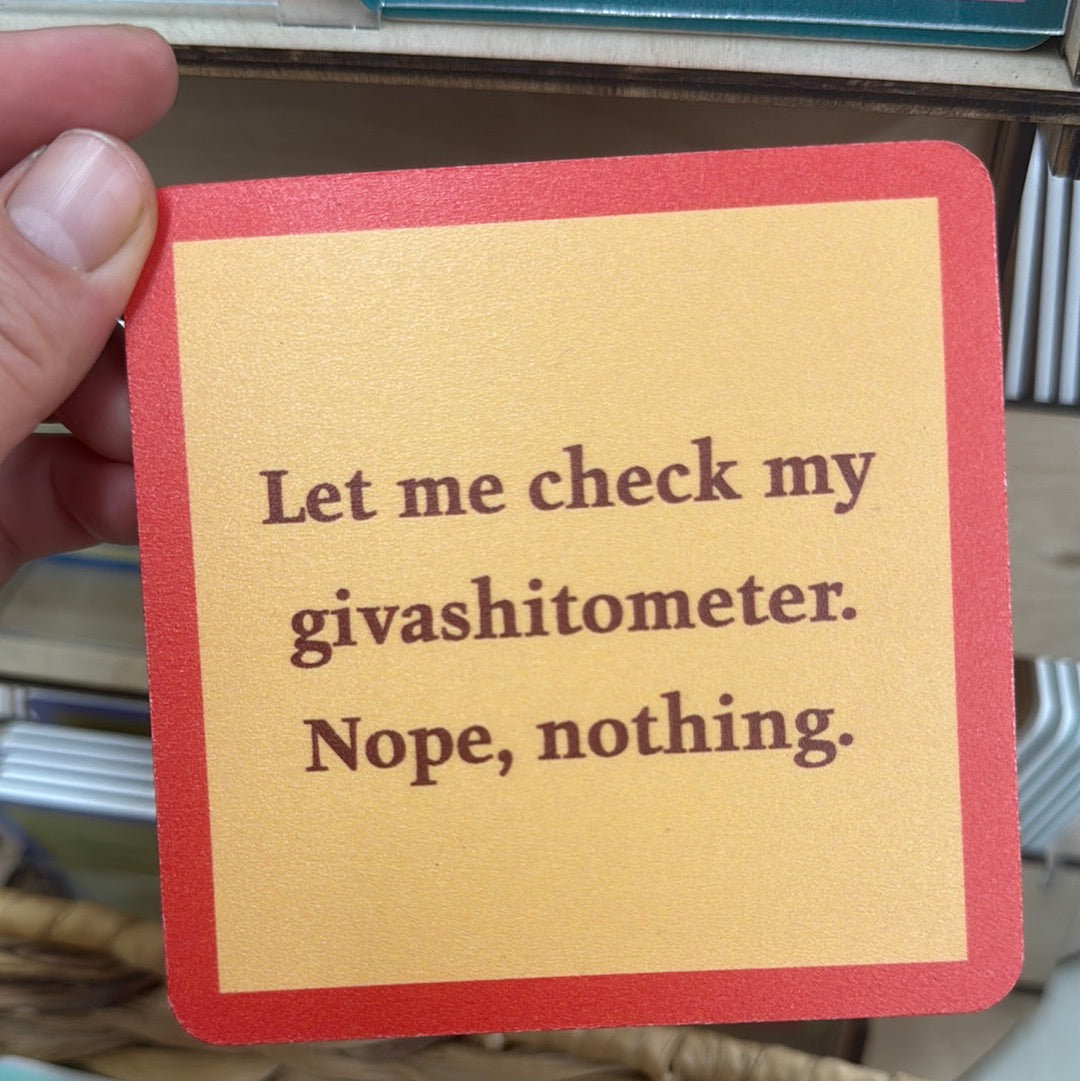 Let me check my
givashitometer.
Nope, nothing.